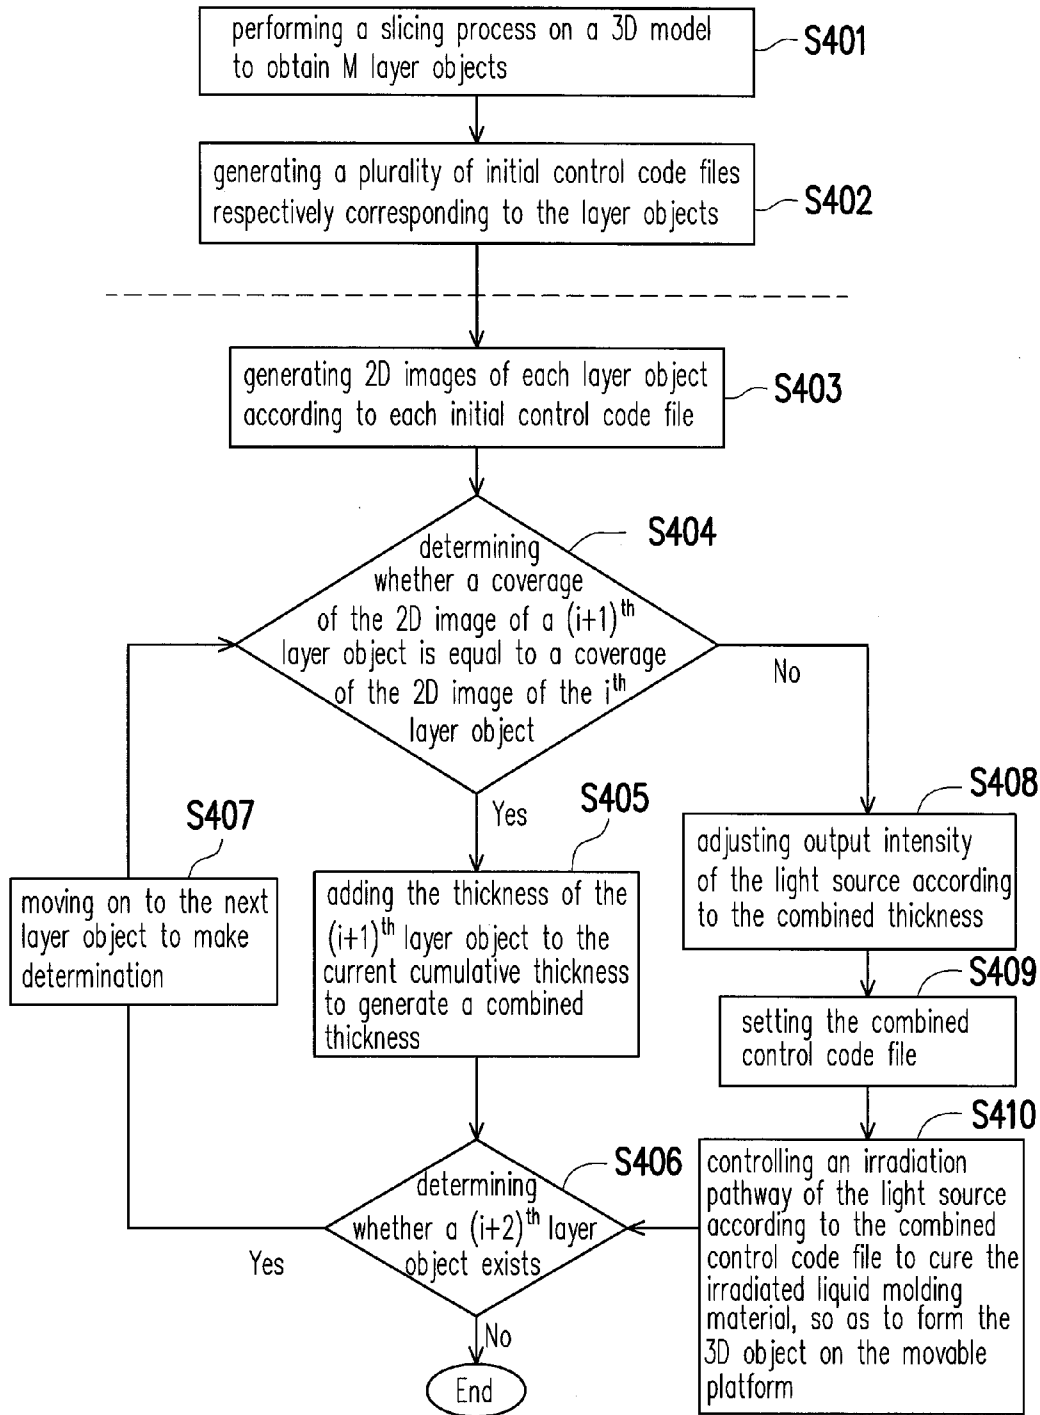 performing a slicing process on a 3D model
to obtain M layer objects
S401
generating a plurality of initial control code files
respectively corresponding to the layer objects
S402
generating 2D images of each layer object
according to each initial control code file
S403
S404
determining
whether a coverage
of the 2D image of a (i+1)th
layer object is equal to a coverage
of the 2D image of the ith
layer object
No
Yes
S407
moving on to the next
layer object to make
determination
S405
adding the thickness of the
(i+1)th layer object to the
current cumulative thickness
to generate a combined
thickness
S408
adjusting output intensity
of the light source according
to the combined thickness
S409
setting the combined
control code file
S410
controlling an irradiation
pathway of the light source
according to the combined
control code file to cure the
irradiated liquid molding
material, so as to form the
3D object on the movable
platform
S406
determining
whether a (i+2)th layer
object exists
Yes
No
End